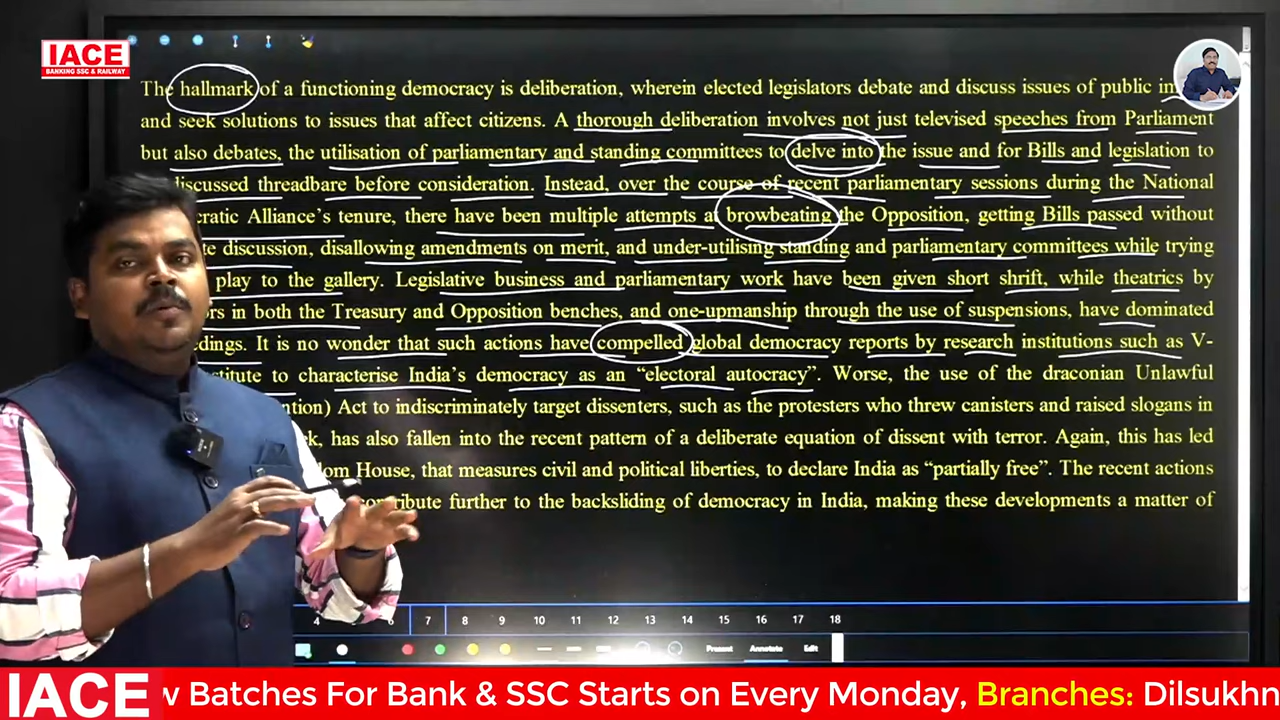 IACE
BANKING SSC & RAILWAY
The hallmark of a functioning democracy is deliberation, wherein elected legislators debate and discuss issues of public
and seek solutions to issues that affect citizens. A thorough deliberation involves not just televised speeches from Parliament
but also debates, the utilisation of parliamentary and standing committees to delve into the issue and for Bills and legislation to
discussed threadbare before consideration. Instead, over the course of recent parliamentary sessions during the National
cratic Alliance's tenure, there have been multiple attempts at browbeating the Opposition, getting Bills passed without
te discussion, disallowing amendments on merit, and under-utilising standing and parliamentary committees while trying
play to the gallery. Legislative business and parliamentary work have been given short shrift, while theatrics by
rs in both the Treasury and Opposition benches, and one-upmanship through the use of suspensions, have dominated
dings. It is no wonder that such actions have compelled global democracy reports by research institutions such as V-
stitute to characterise India's democracy as an “electoral autocracy”. Worse, the use of the draconian Unlawful
ntion) Act to indiscriminately target dissenters, such as the protesters who threw canisters and raised slogans in
k, has also fallen into the recent pattern of a deliberate equation of dissent with terror. Again, this has led
dom House, that measures civil and political liberties, to declare India as “partially free”. The recent actions
contribute further to the backsliding of democracy in India, making these developments a matter of
4 7 8 9 10 11 12 13 14 15 16 17 18
Present Annotate Edit
IACE w Batches For Bank & SSC Starts on Every Monday, Branches: Dilsukhn